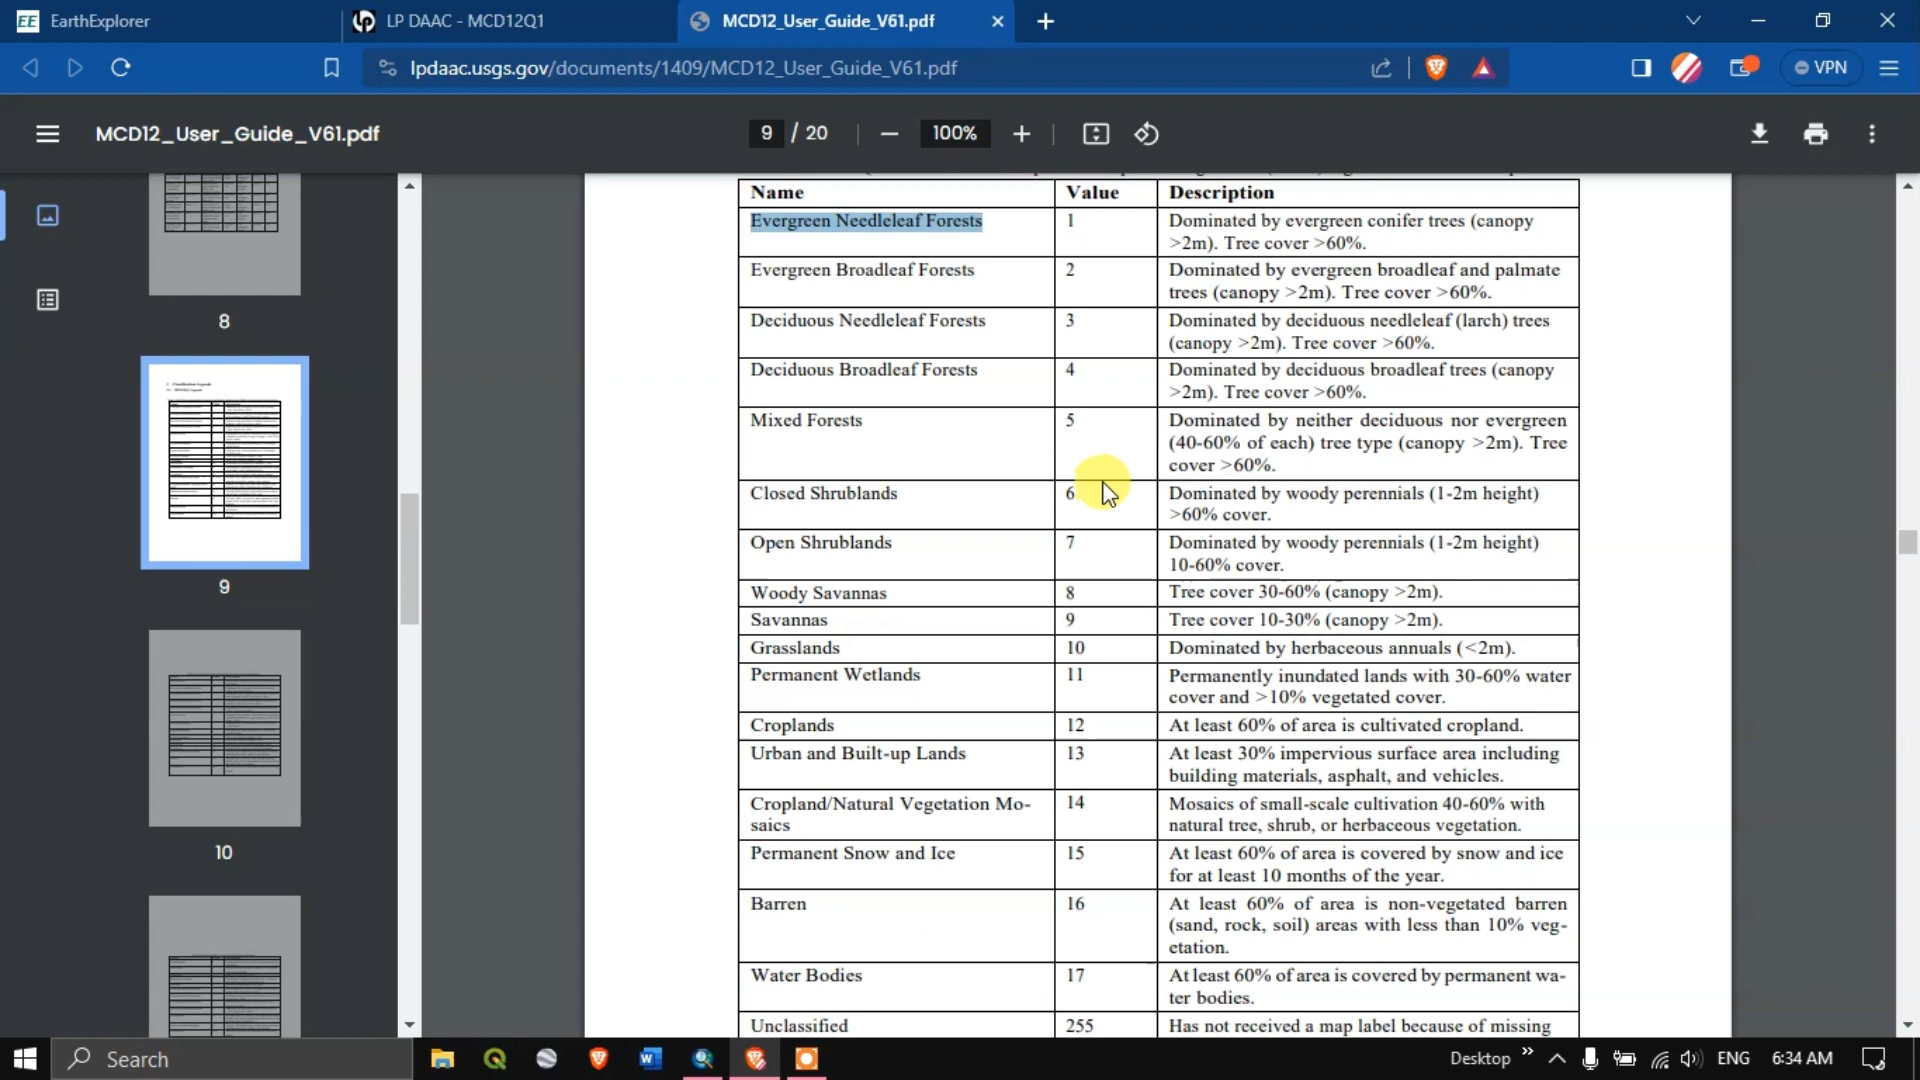 EE EarthExplorer
LP DAAC - MCD12Q1
MCD12_User_Guide_V61.pdf
lpdaac.usgs.gov/documents/1409/MCD12_User_Guide_V61.pdf
VPN
MCD12_User_Guide_V61.pdf
9 / 20
100%
8
9
10
Name Value Description
Evergreen Needleleaf Forests 1 Dominated by evergreen conifer trees (canopy
>2m). Tree cover >60%.
Evergreen Broadleaf Forests 2 Dominated by evergreen broadleaf and palmate
trees (canopy >2m). Tree cover >60%.
Deciduous Needleleaf Forests 3 Dominated by deciduous needleleaf (larch) trees
(canopy >2m). Tree cover >60%.
Deciduous Broadleaf Forests 4 Dominated by deciduous broadleaf trees (canopy
>2m). Tree cover >60%.
Mixed Forests 5 Dominated by neither deciduous nor evergreen
(40-60% of each) tree type (canopy >2m). Tree
cover >60%.
Closed Shrublands 6 Dominated by woody perennials (1-2m height)
>60% cover.
Open Shrublands 7 Dominated by woody perennials (1-2m height)
10-60% cover.
Woody Savannas 8 Tree cover 30-60% (canopy >2m).
Savannas 9 Tree cover 10-30% (canopy >2m).
Grasslands 10 Dominated by herbaceous annuals (<2m).
Permanent Wetlands 11 Permanently inundated lands with 30-60% water
cover and >10% vegetated cover.
Croplands 12 At least 60% of area is cultivated cropland.
Urban and Built-up Lands 13 At least 30% impervious surface area including
building materials, asphalt, and vehicles.
Cropland/Natural Vegetation Mo- 14 Mosaics of small-scale cultivation 40-60% with
saics natural tree, shrub, or herbaceous vegetation.
Permanent Snow and Ice 15 At least 60% of area is covered by snow and ice
for at least 10 months of the year.
Barren 16 At least 60% of area is non-vegetated barren
(sand, rock, soil) areas with less than 10% veg-
etation.
Water Bodies 17 At least 60% of area is covered by permanent wa-
ter bodies.
Unclassified 255 Has not received a map label because of missing
Search
Desktop
ENG
6:34 AM